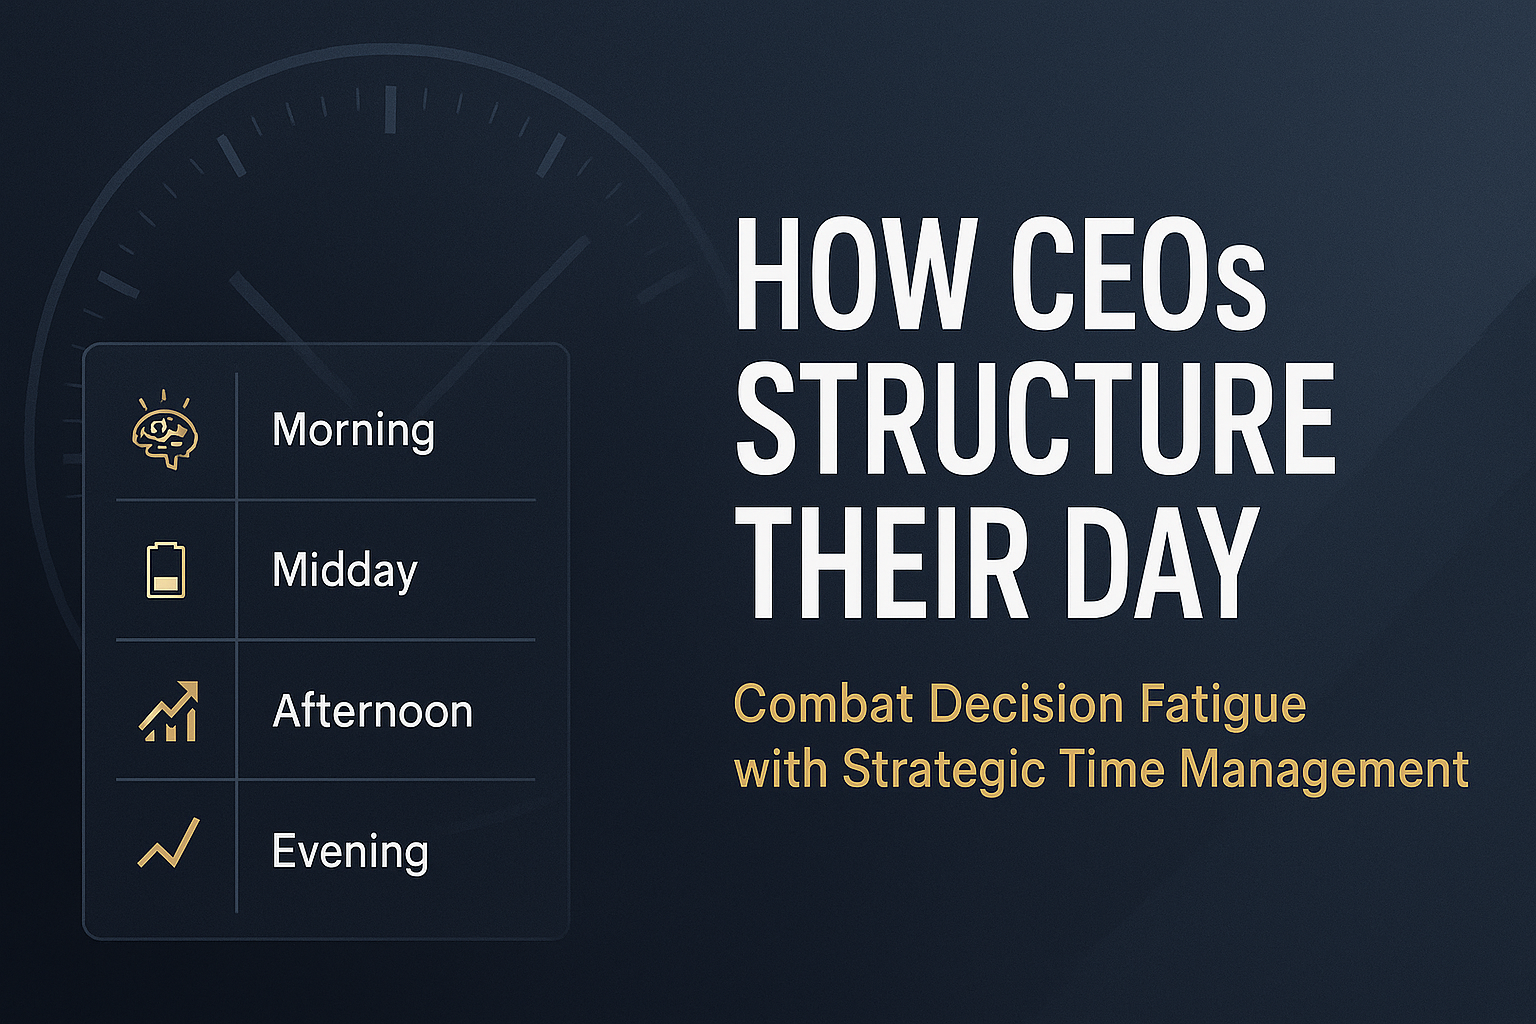 Morning
Midday
Afternoon
Evening
HOW CEOs
STRUCTURE
THEIR DAY
Combat Decision Fatigue
with Strategic Time Management